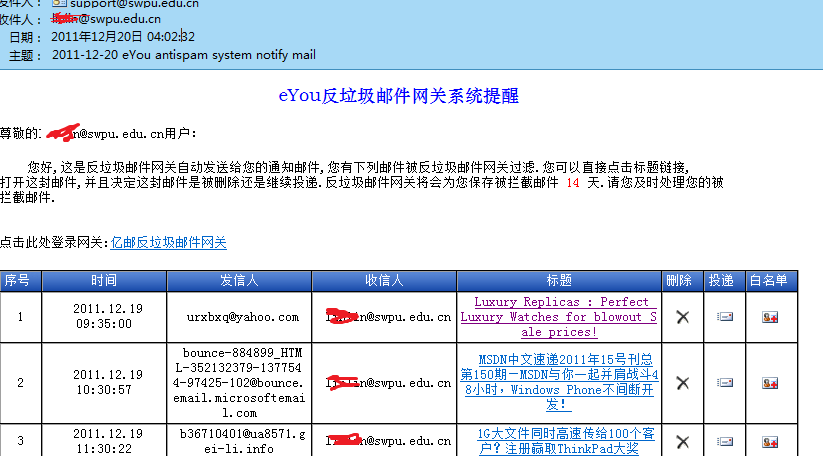 发件人： support@swpu.edu.cn
收件人： @swpu.edu.cn
日期： 2011年12月20日 04:02:32
主题： 2011-12-20 eYou antispam system notify mail
eYou反垃圾邮件网关系统提醒
尊敬的: n@swpu.edu.cn用户:
您好,这是反垃圾邮件网关自动发送给您的通知邮件,您有下列邮件被反垃圾邮件网关过滤.您可以直接点击标题链接,
打开这封邮件,并且决定这封邮件是被删除还是继续投递.反垃圾邮件网关将会为您保存被拦截邮件 14 天.请您及时处理您的被
拦截邮件.
点击此处登录网关:亿邮反垃圾邮件网关
序号 时间 发信人 收信人 标题 删除 投递 白名单
1 2011.12.19
09:35:00
urxbxq@yahoo.com
n@swpu.edu.cn
Luxury Replicas : Perfect
Luxury Watches for blowout S
ale prices!
2 2011.12.19
10:30:57
bounce-884899_HTM
L-352132379-137754
4-97425-102@bounce.
email.microsoftemai
l.com
n@swpu.edu.cn
MSDN中文速递2011年15号刊总
第150期—MSDN与你一起并肩战斗4
8小时，Windows Phone不间断开
发！
3 2011.12.19
11:30:22
b36710401@ua8571.g
ei-li.info
n@swpu.edu.cn
1G大文件同时高速传给100个客
户？注册赢取ThinkPad大奖